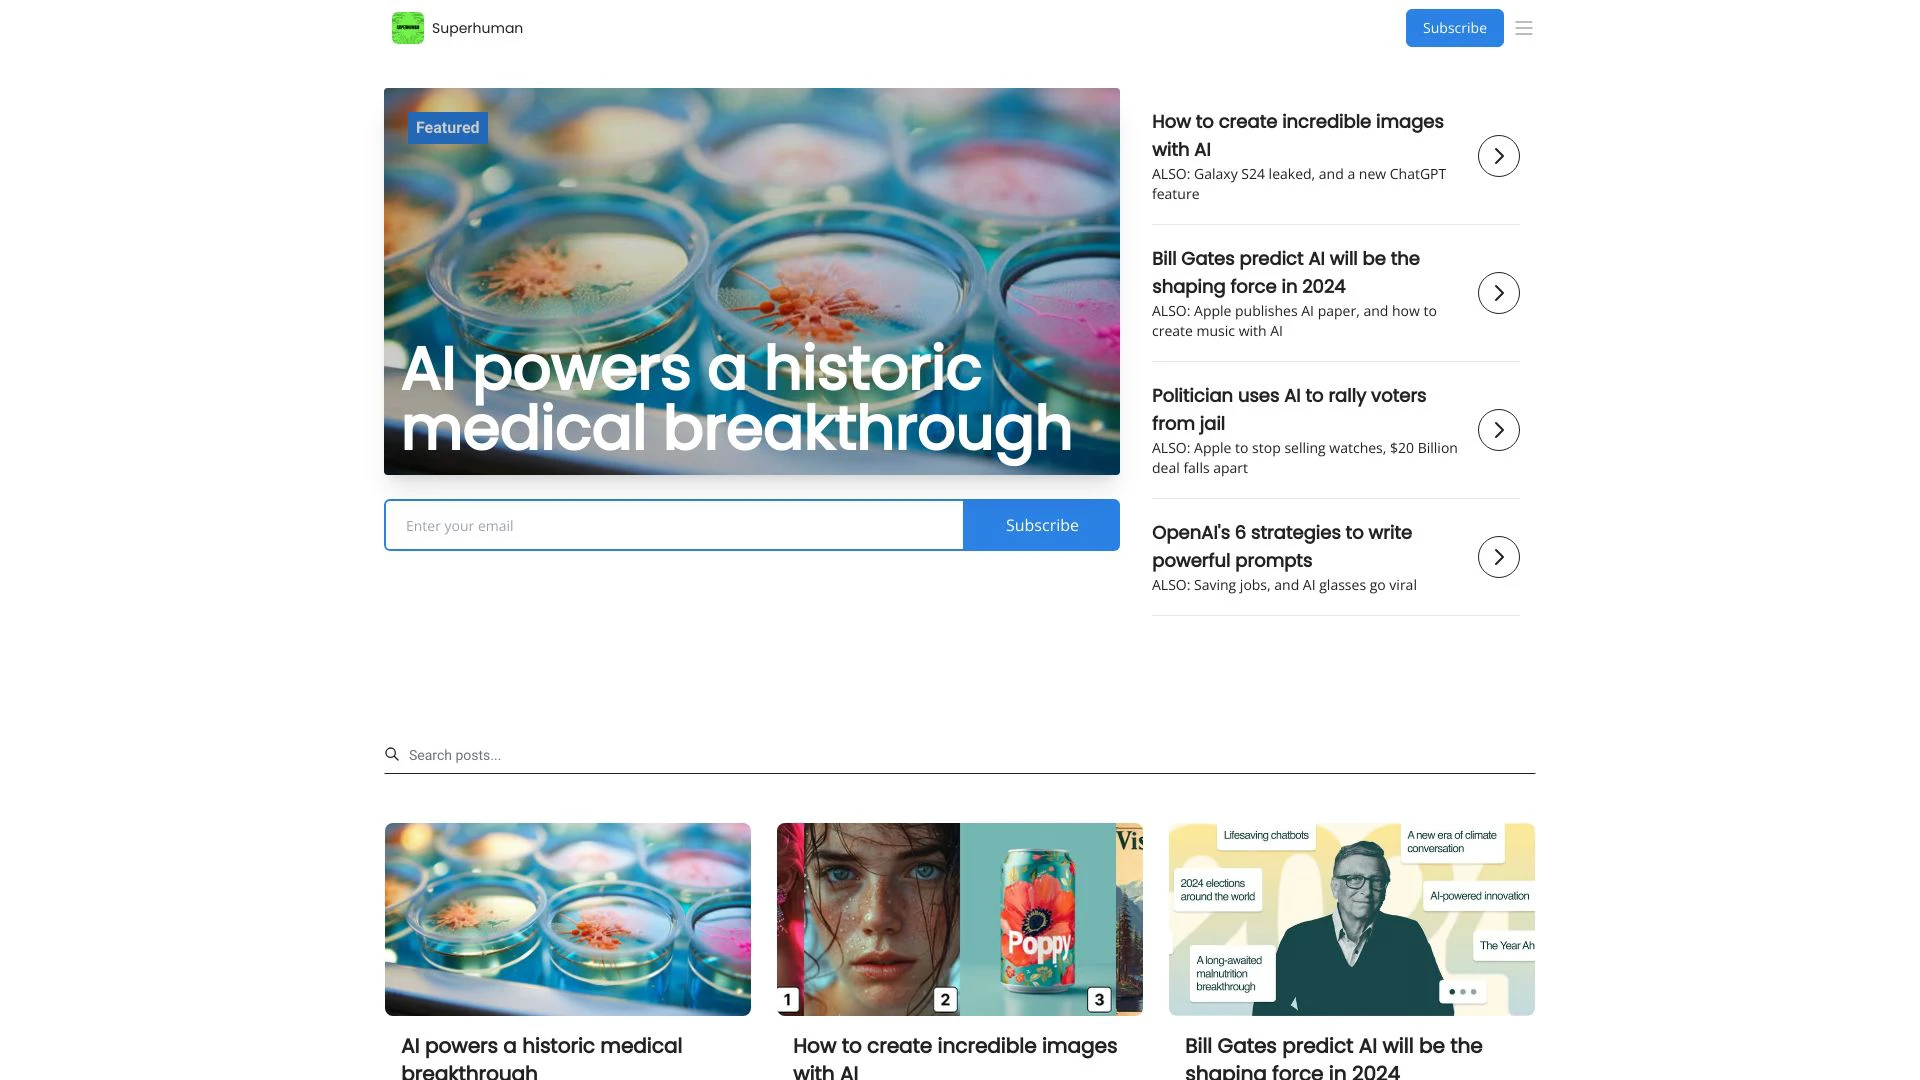 SUPERHUMAN
Superhuman
Subscribe
Featured
AI powers a historic
medical breakthrough
Enter your email
Subscribe
How to create incredible images
with AI
ALSO: Galaxy S24 leaked, and a new ChatGPT
feature
Bill Gates predict AI will be the
shaping force in 2024
ALSO: Apple publishes AI paper, and how to
create music with AI
Politician uses AI to rally voters
from jail
ALSO: Apple to stop selling watches, $20 Billion
deal falls apart
OpenAI's 6 strategies to write
powerful prompts
ALSO: Saving jobs, and AI glasses go viral
Search posts...
1
2
Poppy
3
Vis
Lifesaving chatbots
A new era of climate
conversation
2024 elections
around the world
AI-powered innovation
2024
The Year Ah
A long-awaited
malnutrition
breakthrough
AI powers a historic medical
breakthrough
How to create incredible images
with AI
Bill Gates predict AI will be the
shaping force in 2024